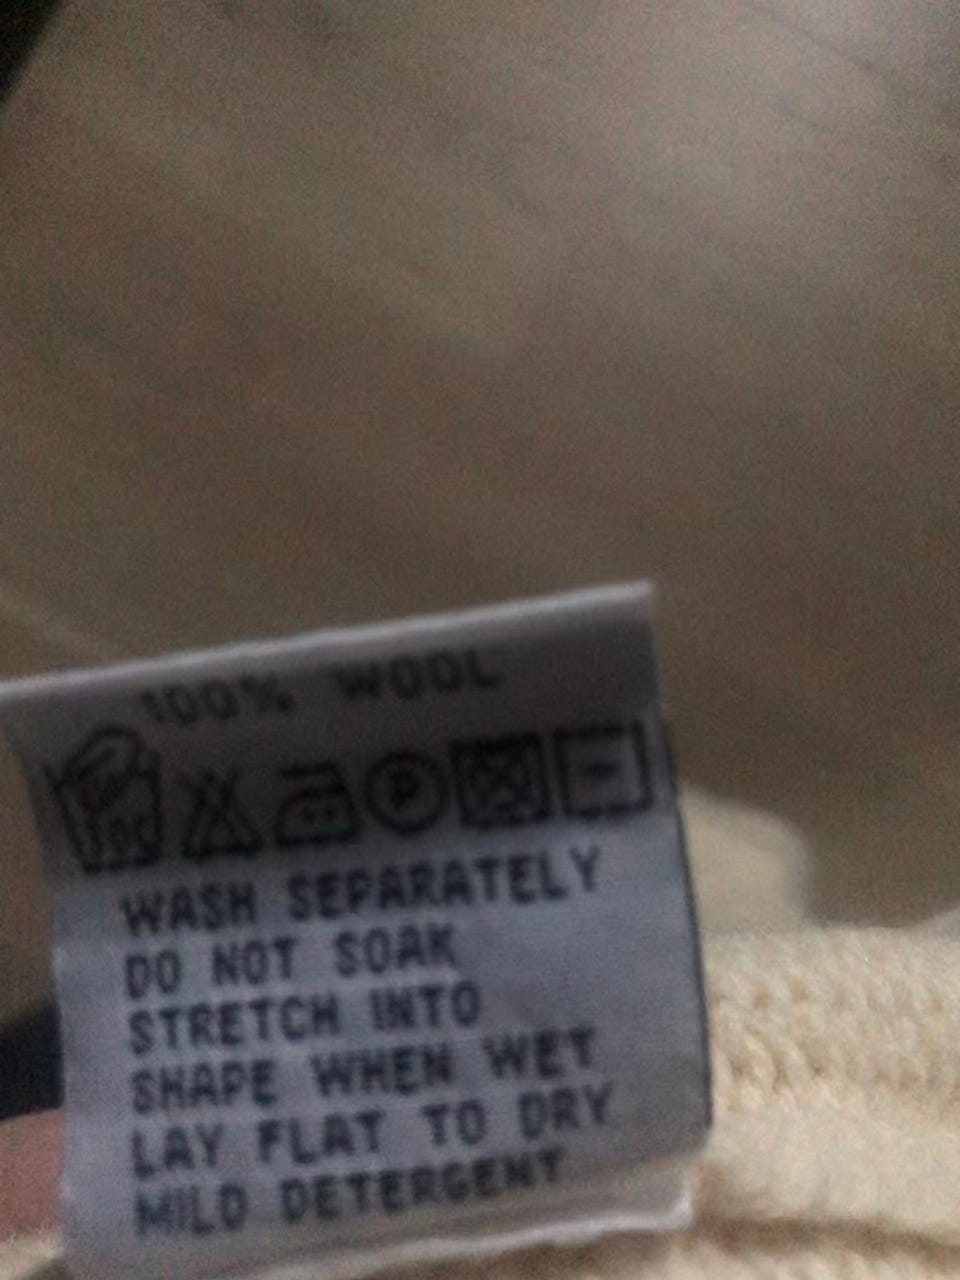 100% WOOL
P
WASH SEPARATELY
DO NOT SOAK
STRETCH INTO
SHAPE WHEN WET
LAY FLAT TO DRY
MILD DETERGENT